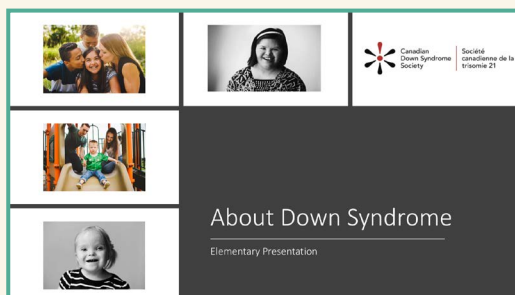 Canadian
Down Syndrome
Society
Société
canadienne de la
trisomie 21
About Down Syndrome
Elementary Presentation